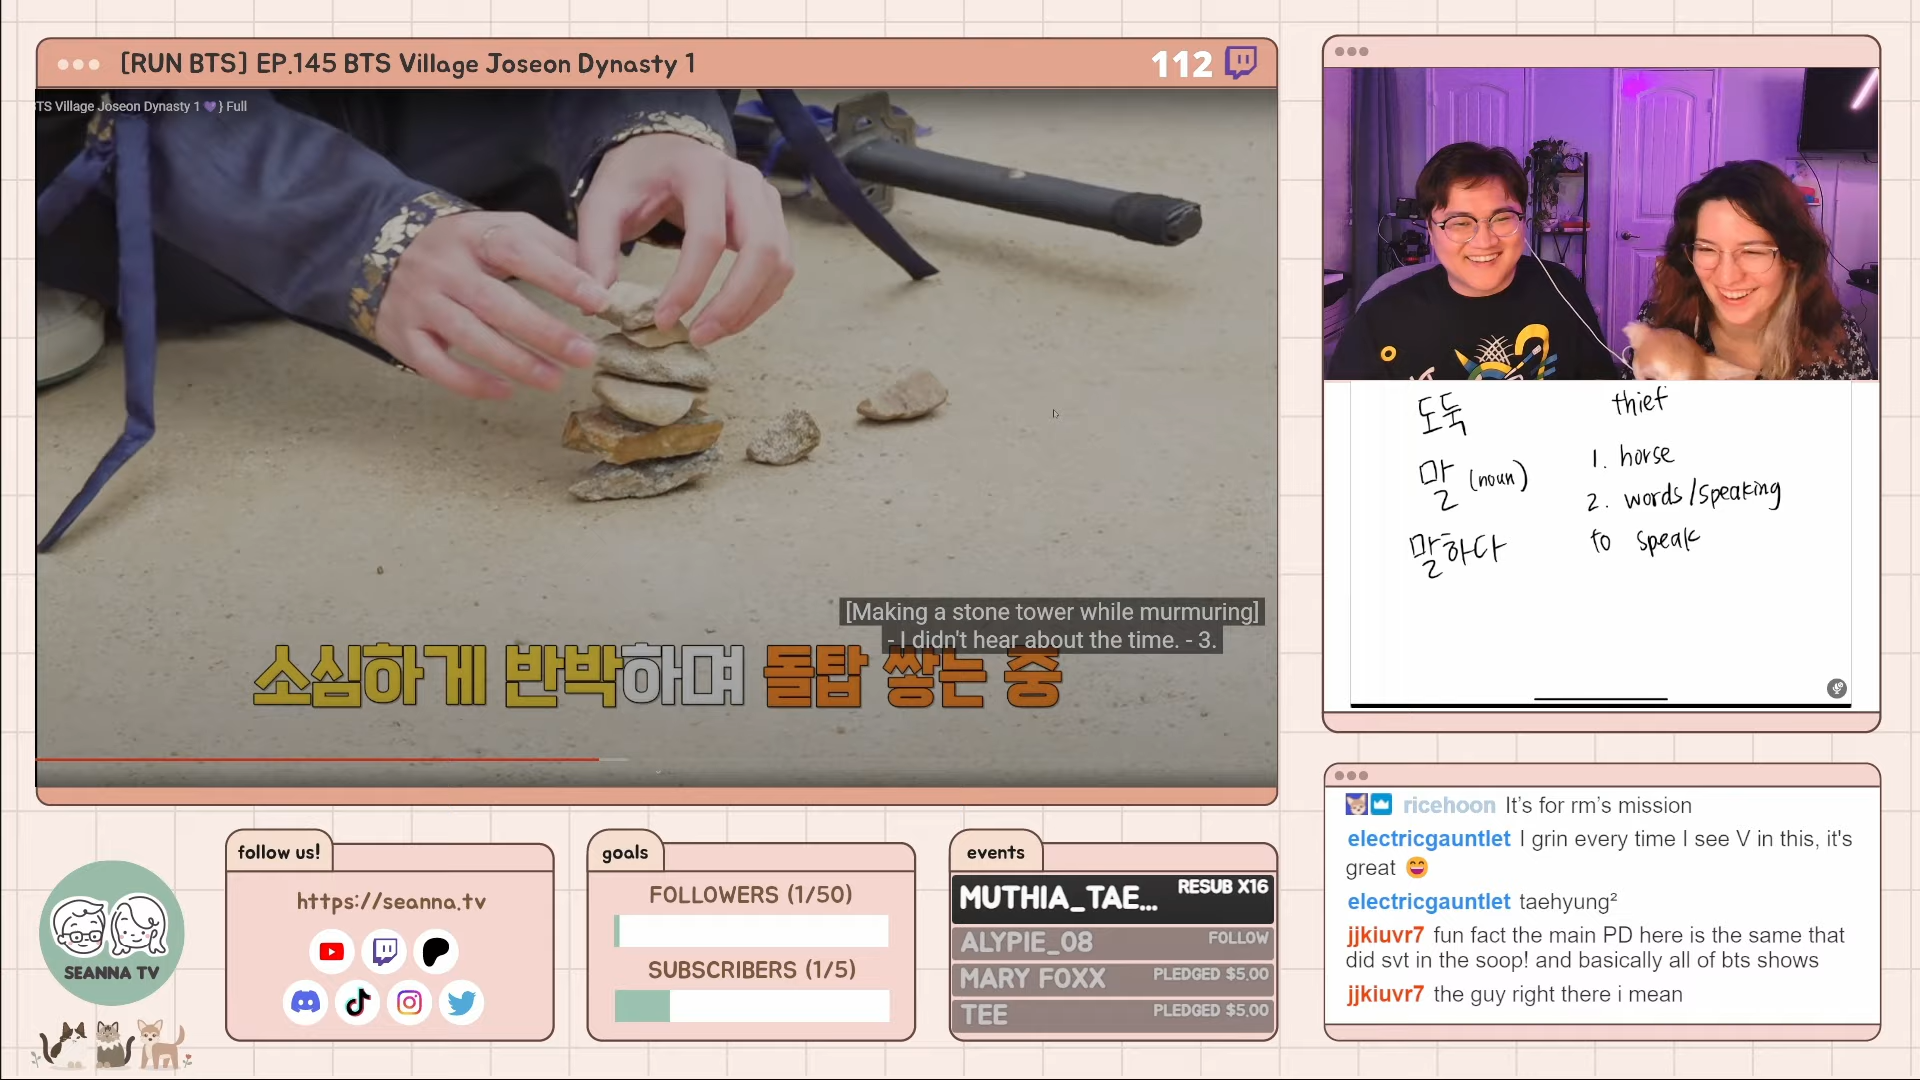 [RUN BTS] EP.145 BTS Village Joseon Dynasty 1
112
TS Village Joseon Dynasty 1 💜 } Full
[Making a stone tower while murmuring]
- I didn't hear about the time. - 3.
소심하게 반박하며 돌탑 쌓는 중
도둑 thief
말 (noun) 1. horse
2. words/speaking
말하다 to speak
ricehoon It’s for rm’s mission
electricgauntlet I grin every time I see V in this, it's
great 😄
electricgauntlet taehyung²
jjkiuvr7 fun fact the main PD here is the same that
did svt in the soop! and basically all of bts shows
jjkiuvr7 the guy right there i mean
SEANNA TV
follow us!
https://seanna.tv
goals
FOLLOWERS (1/50)
SUBSCRIBERS (1/5)
events
MUTHIA_TAE... RESUB X16
ALYPIE_08 FOLLOW
MARY FOXX PLEDGED $5.00
TEE PLEDGED $5.00